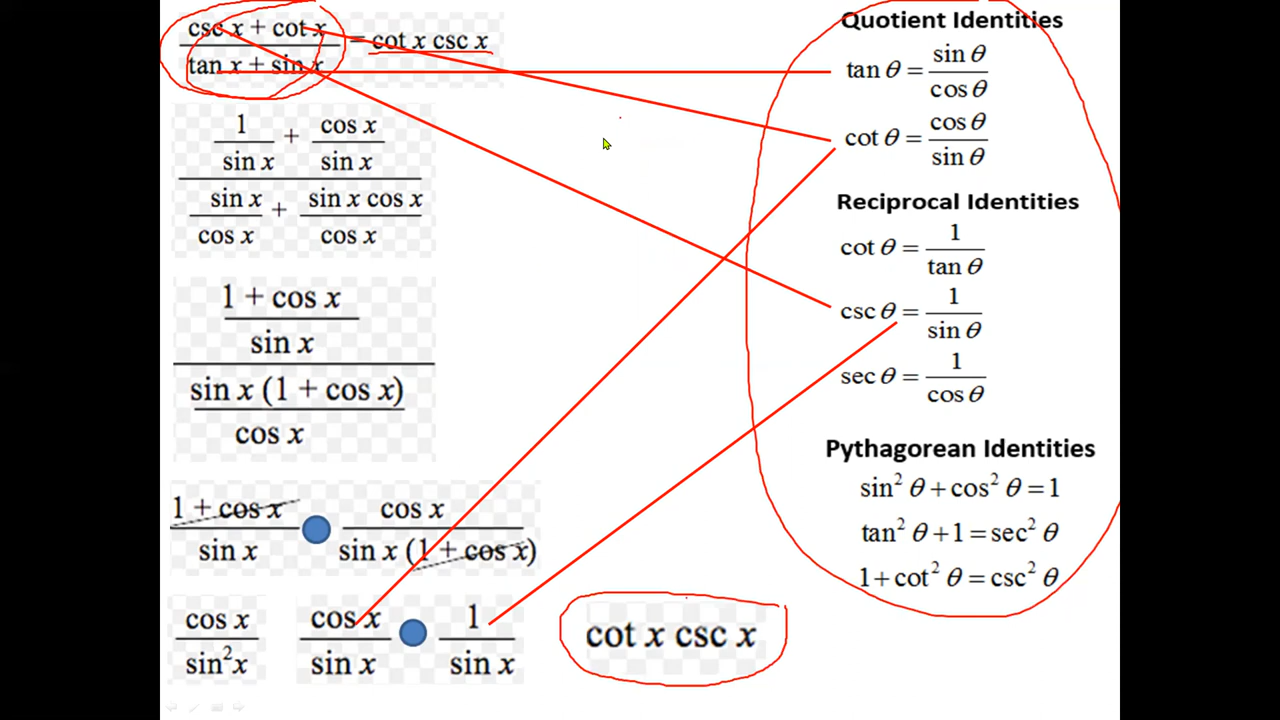 csc x + cot x / tan x + sin x = cot x csc x
1 / sin x + cos x / sin x
sin x / cos x + sin x cos x / cos x
1 + cos x
sin x
sin x (1 + cos x)
cos x
1 + cos x / sin x • cos x / sin x (1 + cos x)
cos x / sin²x
cos x / sin x • 1 / sin x
cot x csc x
Quotient Identities
tan θ = sin θ / cos θ
cot θ = cos θ / sin θ
Reciprocal Identities
cot θ = 1 / tan θ
csc θ = 1 / sin θ
sec θ = 1 / cos θ
Pythagorean Identities
sin² θ + cos² θ = 1
tan² θ + 1 = sec² θ
1 + cot² θ = csc² θ